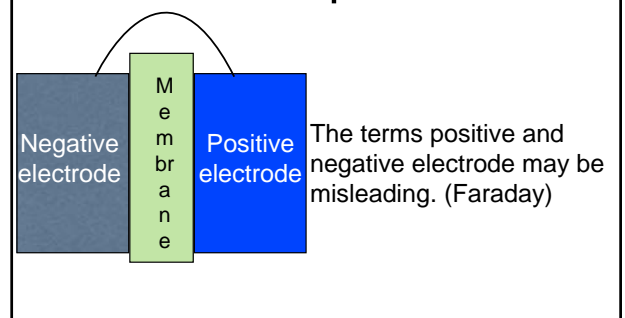 Negative
electrode
M
e
m
br
a
n
e
Positive
electrode
The terms positive and
negative electrode may be
misleading. (Faraday)